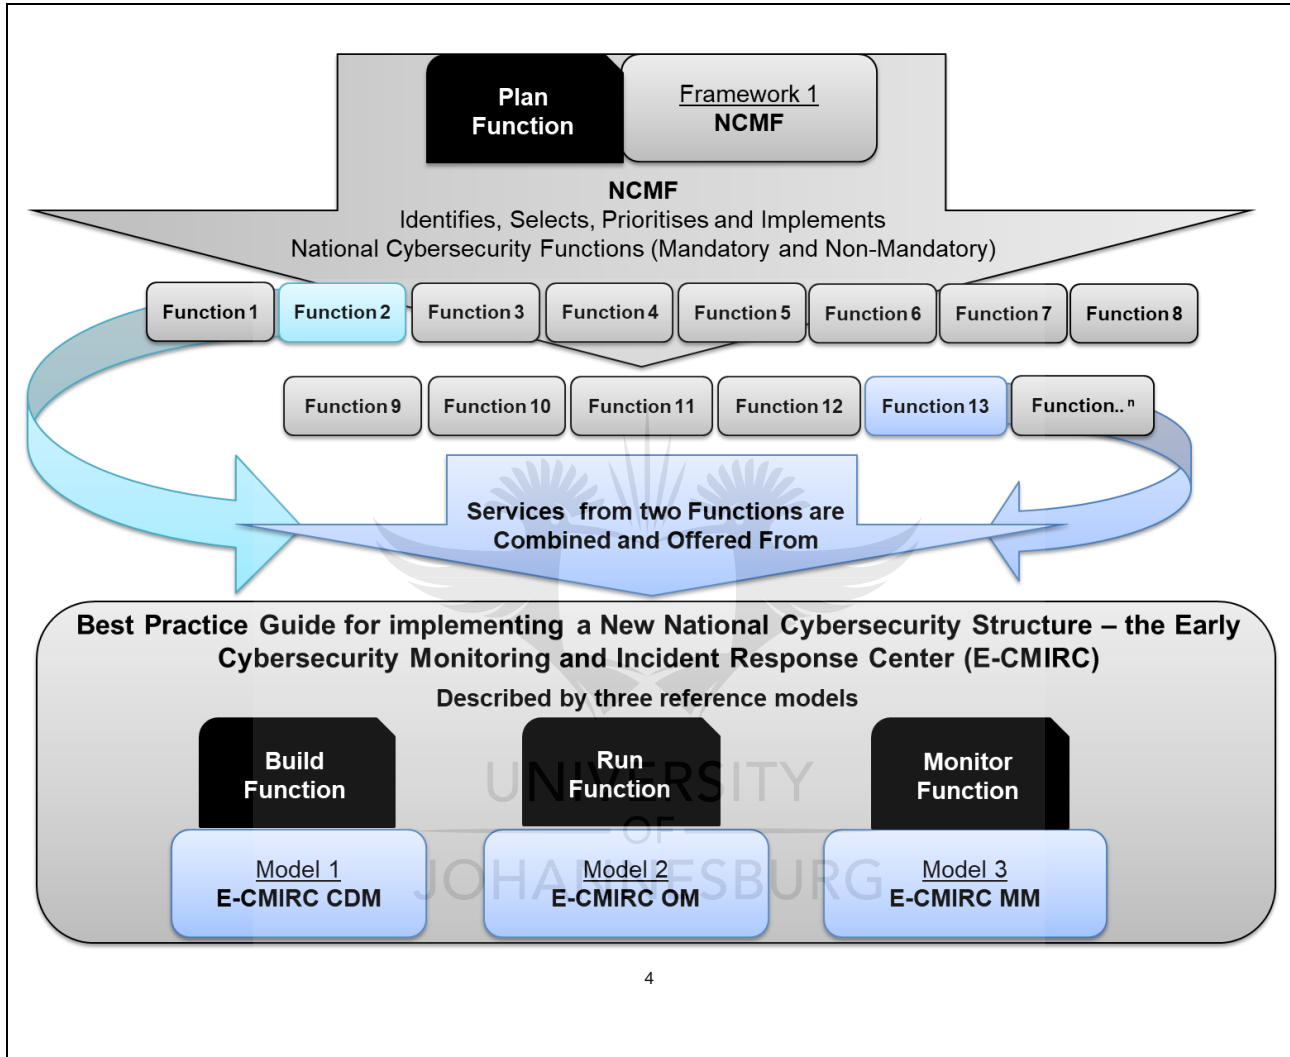 Plan
Function
Framework 1
NCMF
NCMF
Identifies, Selects, Prioritises and Implements
National Cybersecurity Functions (Mandatory and Non-Mandatory)
Function 1
Function 2
Function 3
Function 4
Function 5
Function 6
Function 7
Function 8
Function 9
Function 10
Function 11
Function 12
Function 13
Function.. n
Services from two Functions are
Combined and Offered From
Best Practice Guide for implementing a New National Cybersecurity Structure – the Early
Cybersecurity Monitoring and Incident Response Center (E-CMIRC)
Described by three reference models
Build
Function
Run
Function
Monitor
Function
Model 1
E-CMIRC CDM
Model 2
E-CMIRC OM
Model 3
E-CMIRC MM
UNIVERSITY
OF
JOHANNESBURG
4